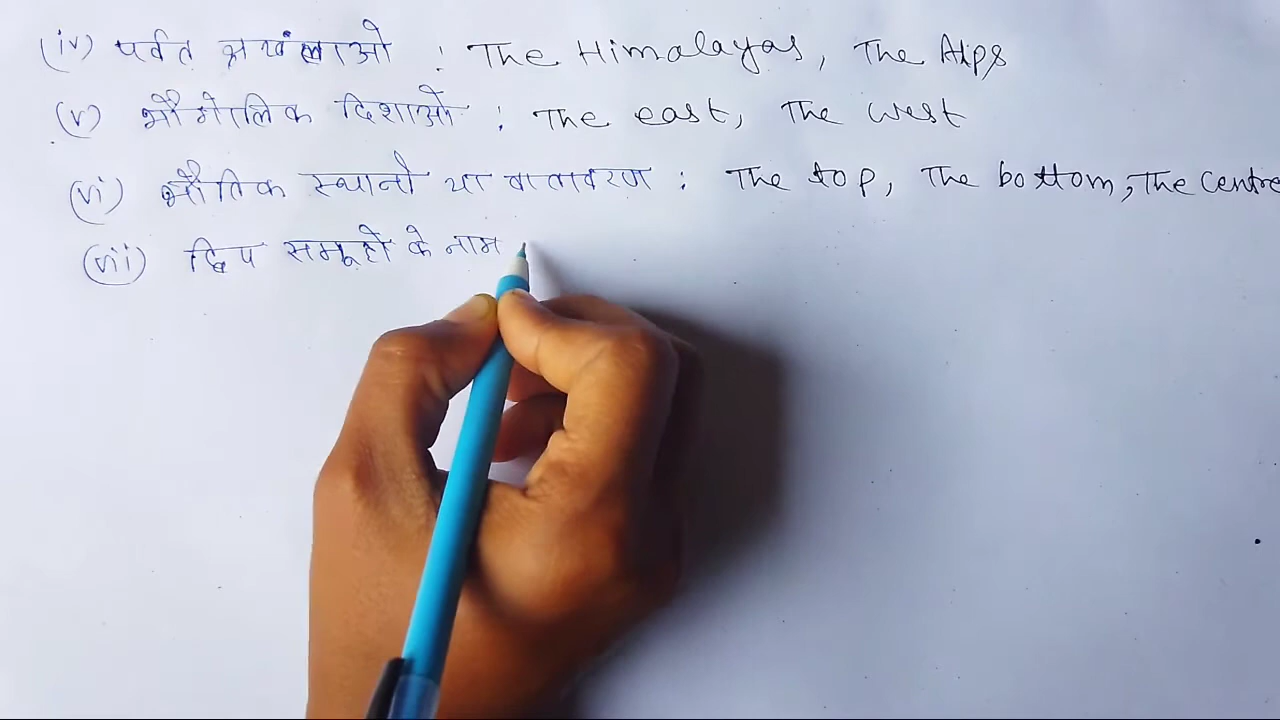 (iv) पर्वत श्रखंलाओ : The Himalayas, The Alps
(v) भौगोलिक दिशाओं : The east, The west
(vi) भौतिक स्थानो या वातावरण : The top, The bottom, The Centre
(vii) द्विप समूहो के नाम